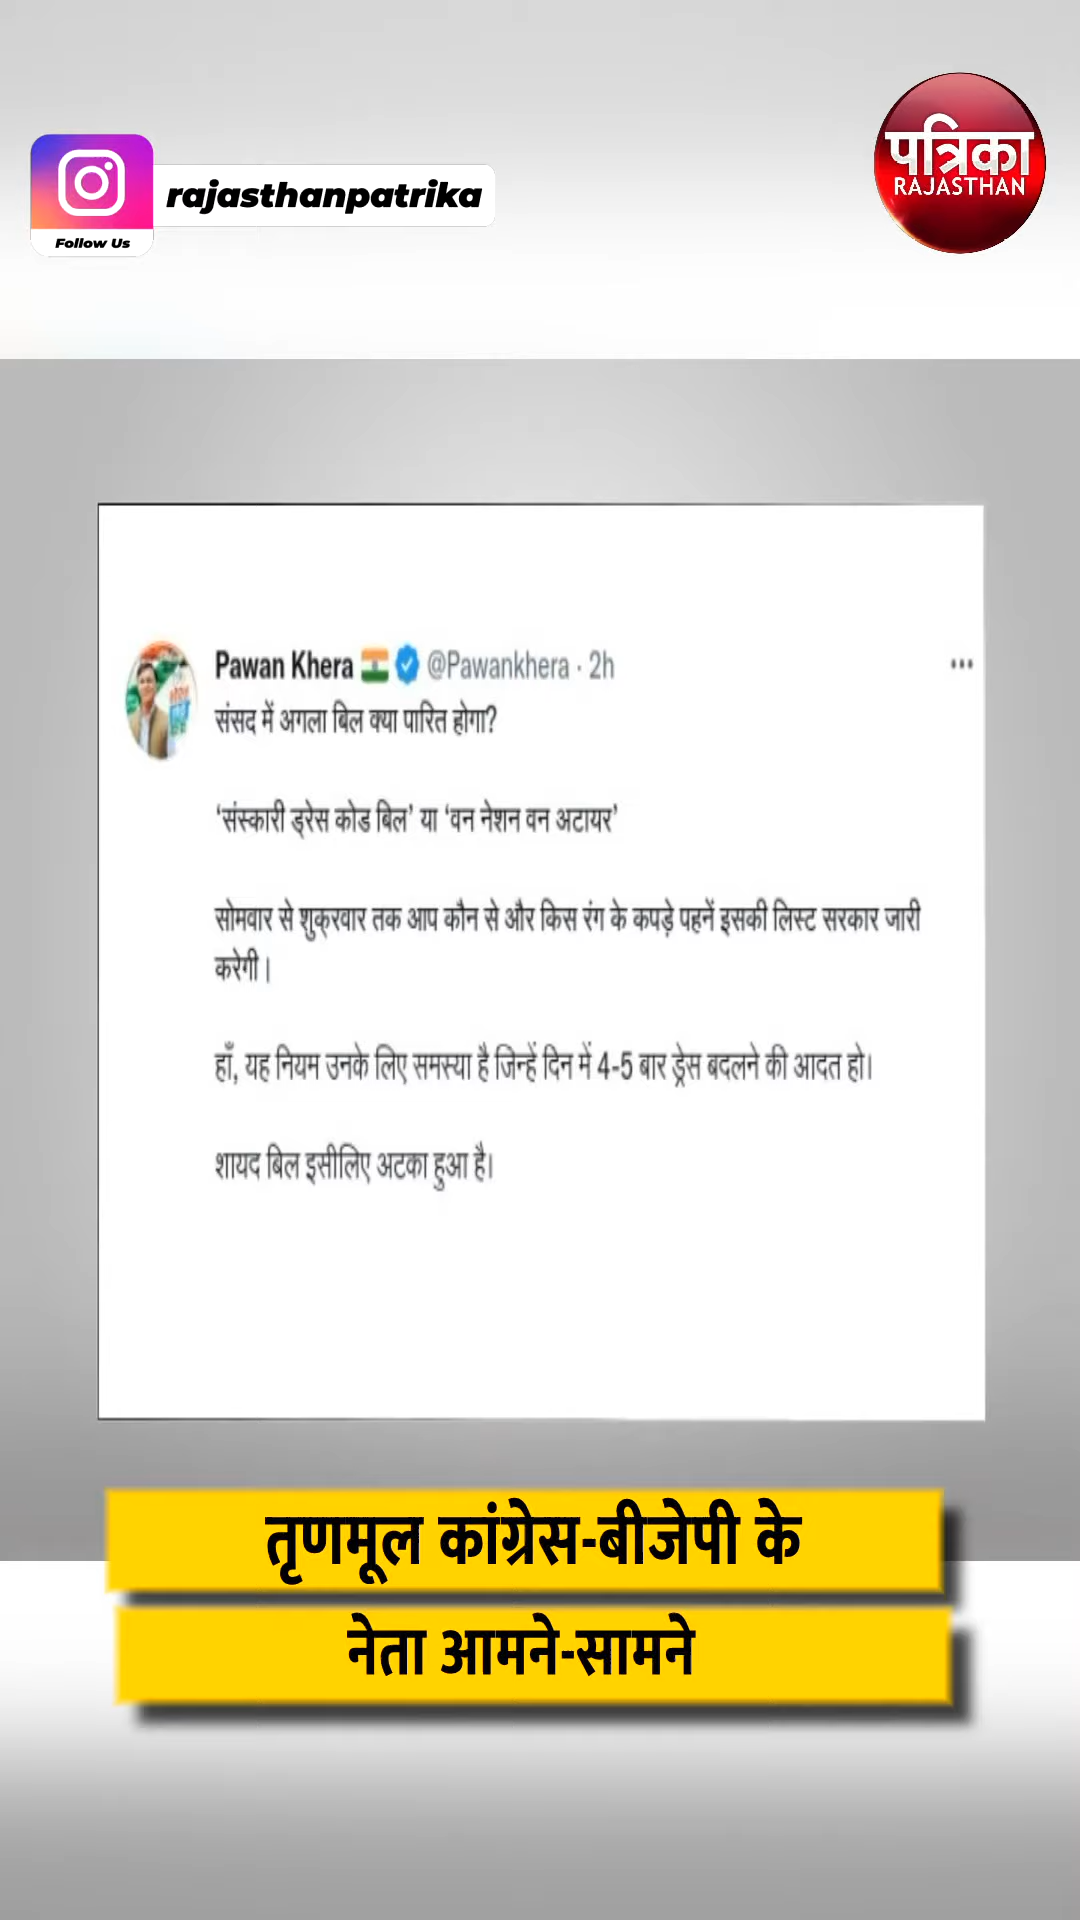 पत्रिका
RAJASTHAN
rajasthanpatrika
Follow Us
Pawan Khera 🇮🇳 @Pawankhera · 2h
संसद में अगला बिल क्या पारित होगा?
‘संस्कारी ड्रेस कोड बिल’ या ‘वन नेशन वन अटायर’
सोमवार से शुक्रवार तक आप कौन से और किस रंग के कपड़े पहनें इसकी लिस्ट सरकार जारी
करेगी।
हाँ, यह नियम उनके लिए समस्या है जिन्हें दिन में 4-5 बार ड्रेस बदलने की आदत हो।
शायद बिल इसीलिए अटका हुआ है।
तृणमूल कांग्रेस-बीजेपी के
नेता आमने-सामने